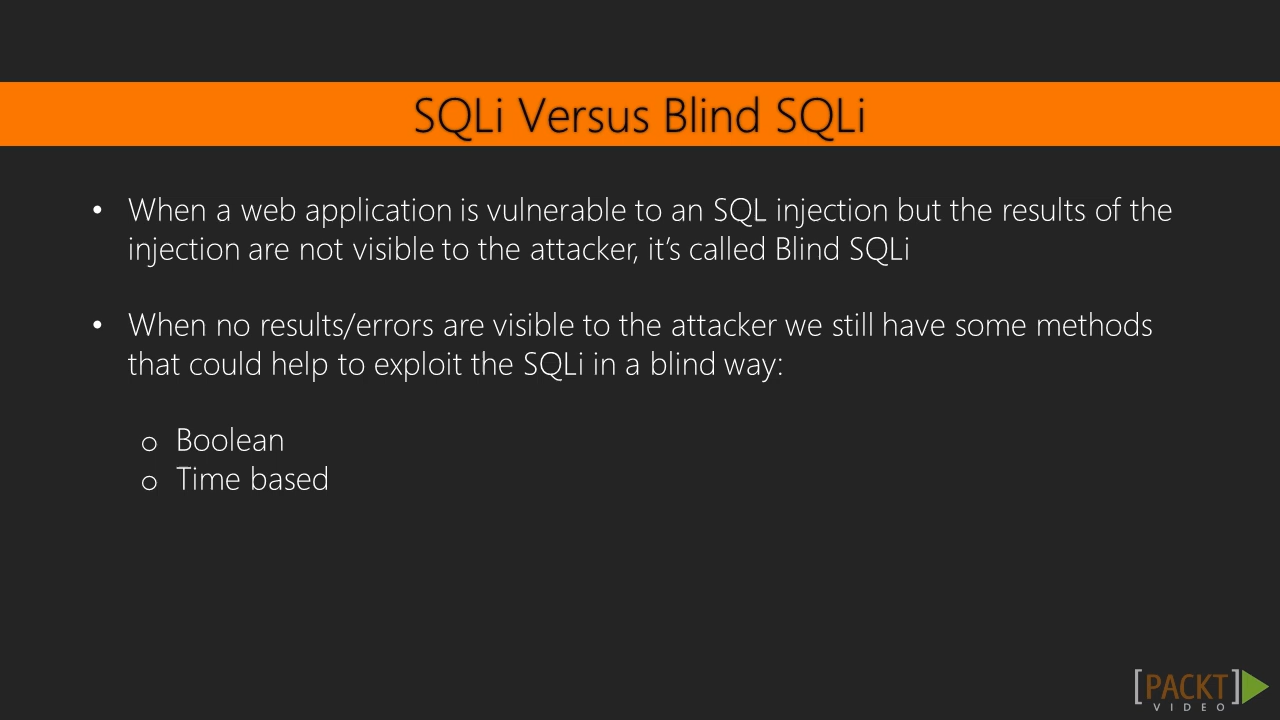 SQLi Versus Blind SQLi
• When a web application is vulnerable to an SQL injection but the results of the
injection are not visible to the attacker, it’s called Blind SQLi
• When no results/errors are visible to the attacker we still have some methods
that could help to exploit the SQLi in a blind way:
o Boolean
o Time based
[PACKT]
VIDEO